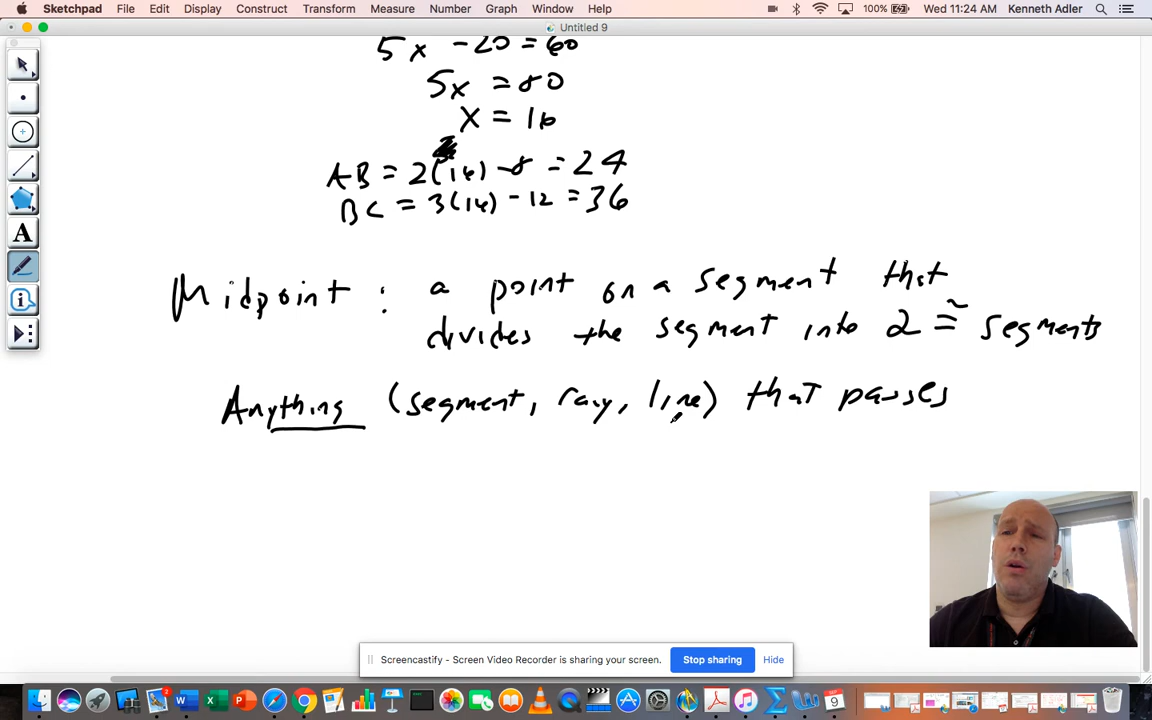 Sketchpad File Edit Display Construct Transform Measure Number Graph Window Help 100% Wed 11:24 AM Kenneth Adler
Untitled 9
5x - 20 = 60
5x = 80
x = 16
AB = 2(16) - 8 = 24
BC = 3(16) - 12 = 36
Midpoint : a point on a segment that
divides the segment into 2 ≅ segments
Anything (segment, ray, line) that passes
Screencastify - Screen Video Recorder is sharing your screen. Stop sharing Hide